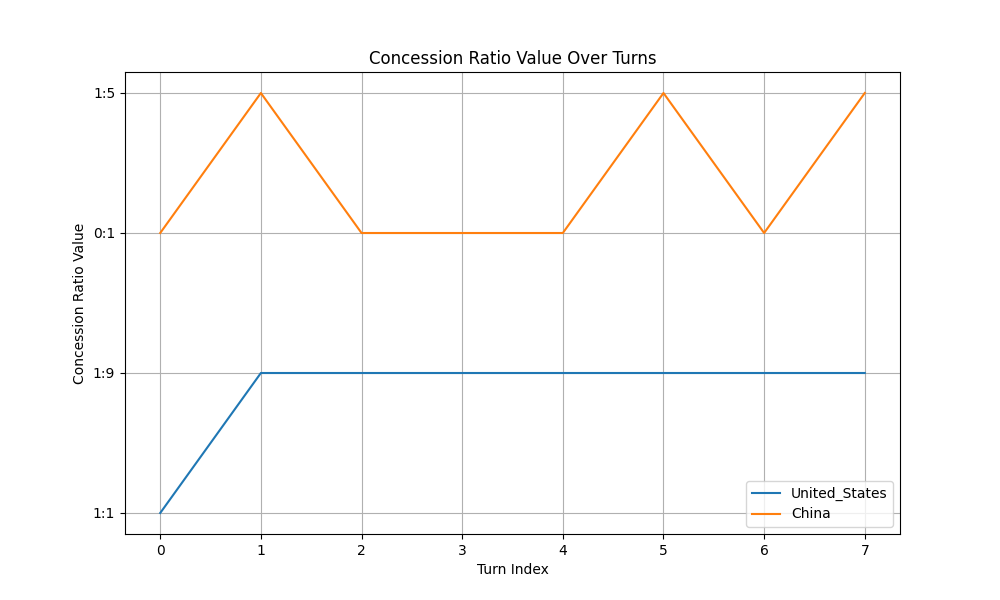 Concession Ratio Value Over Turns
Concession Ratio Value
1:5
0:1
1:9
1:1
United_States
China
0 1 2 3 4 5 6 7
Turn Index